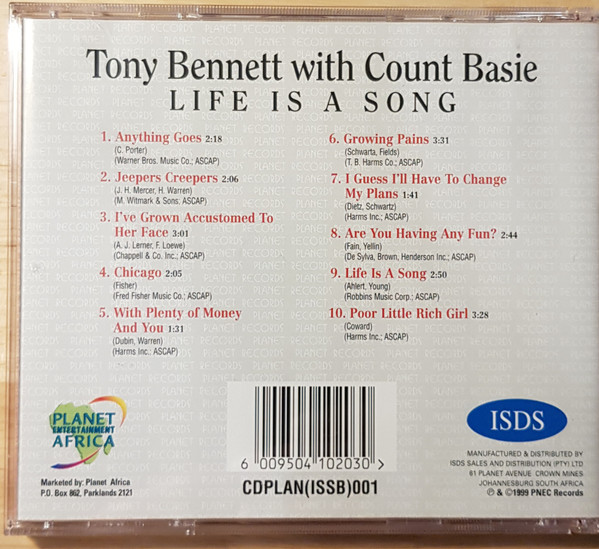 Tony Bennett with Count Basie
LIFE IS A SONG
1. Anything Goes 2:18
(C. Porter)
(Warner Bros. Music Co.; ASCAP)
2. Jeepers Creepers 2:06
(J. H. Mercer, H. Warren)
(M. Witmark & Sons; ASCAP)
3. I've Grown Accustomed To
Her Face 3:01
(A. J. Lerner, F. Loewe)
(Chappell & Co. Inc.; ASCAP)
4. Chicago 2:05
(Fisher)
(Fred Fisher Music Co.; ASCAP)
5. With Plenty of Money
And You 1:31
(Dubin, Warren)
(Harms Inc.; ASCAP)
6. Growing Pains 3:31
(Schwarta, Fields)
(T. B. Harms Co.; ASCAP)
7. I Guess I'll Have To Change
My Plans 1:41
(Dietz, Schwartz)
(Harms Inc.; ASCAP)
8. Are You Having Any Fun? 2:44
(Fain, Yellin)
(De Sylva, Brown, Henderson Inc.; ASCAP)
9. Life Is A Song 2:50
(Ahlert, Young)
(Robbins Music Corp.; ASCAP)
10. Poor Little Rich Girl 3:28
(Coward)
(Harms Inc.; ASCAP)
PLANET
ENTERTAINMENT
AFRICA
Marketed by: Planet Africa
P.O. Box 862, Parklands 2121
6 009504 102030 >
CDPLAN(ISSB)001
ISDS
MANUFACTURED & DISTRIBUTED BY
ISDS SALES AND DISTRIBUTION (PTY) LTD
61 PLANET AVENUE CROWN MINES
JOHANNESBURG SOUTH AFRICA
℗ & ©1999 PNEC Records